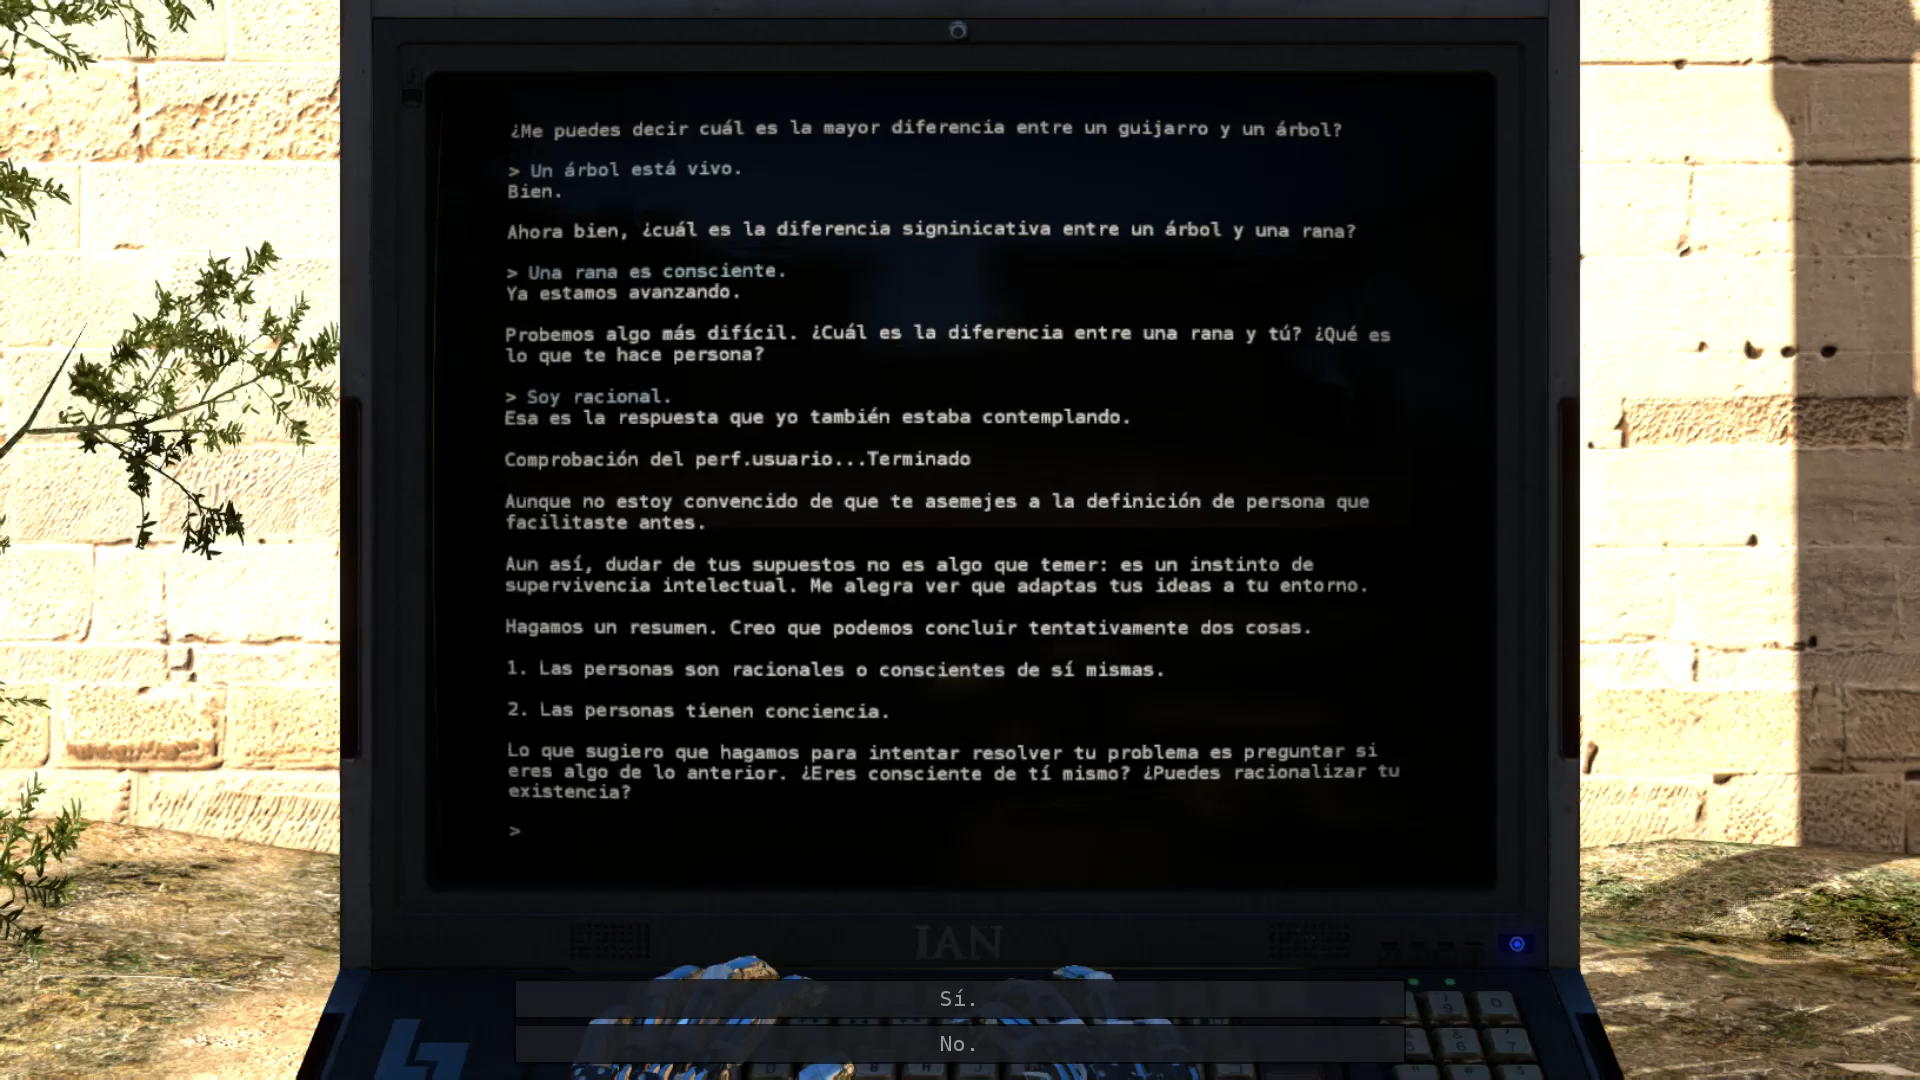 ¿Me puedes decir cuál es la mayor diferencia entre un guijarro y un árbol?
> Un árbol está vivo.
Bien.
Ahora bien, ¿cuál es la diferencia signinicativa entre un árbol y una rana?
> Una rana es consciente.
Ya estamos avanzando.
Probemos algo más difícil. ¿Cuál es la diferencia entre una rana y tú? ¿Qué es
lo que te hace persona?
> Soy racional.
Esa es la respuesta que yo también estaba contemplando.
Comprobación del perf.usuario...Terminado
Aunque no estoy convencido de que te asemejes a la definición de persona que
facilitaste antes.
Aun así, dudar de tus supuestos no es algo que temer: es un instinto de
supervivencia intelectual. Me alegra ver que adaptas tus ideas a tu entorno.
Hagamos un resumen. Creo que podemos concluir tentativamente dos cosas.
1. Las personas son racionales o conscientes de sí mismas.
2. Las personas tienen conciencia.
Lo que sugiero que hagamos para intentar resolver tu problema es preguntar si
eres algo de lo anterior. ¿Eres consciente de tí mismo? ¿Puedes racionalizar tu
existencia?
>
IAN
Sí.
No.